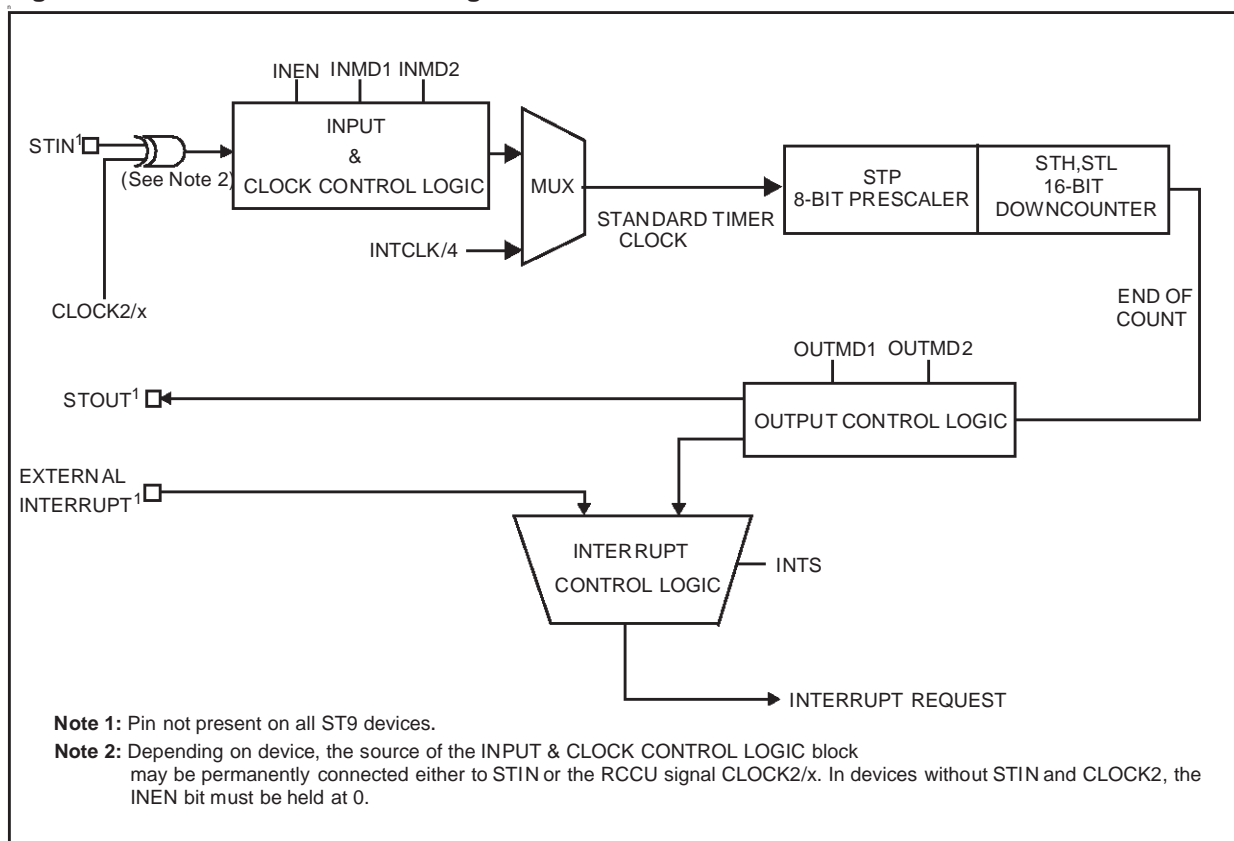 INEN INMD1 INMD2
INPUT
&
CLOCK CONTROL LOGIC
STIN1
(See Note 2)
CLOCK2/x
MUX
INTCLK/4
STANDARD TIMER
CLOCK
STP
8-BIT PRESCALER
STH,STL
16-BIT
DOWNCOUNTER
END OF
COUNT
OUTMD1 OUTMD2
STOUT1
OUTPUT CONTROL LOGIC
EXTERNAL
INTERRUPT1
INTERRUPT
CONTROL LOGIC
INTS
INTERRUPT REQUEST
Note 1: Pin not present on all ST9 devices.
Note 2: Depending on device, the source of the INPUT & CLOCK CONTROL LOGIC block
may be permanently connected either to STIN or the RCCU signal CLOCK2/x. In devices without STIN and CLOCK2, the
INEN bit must be held at 0.